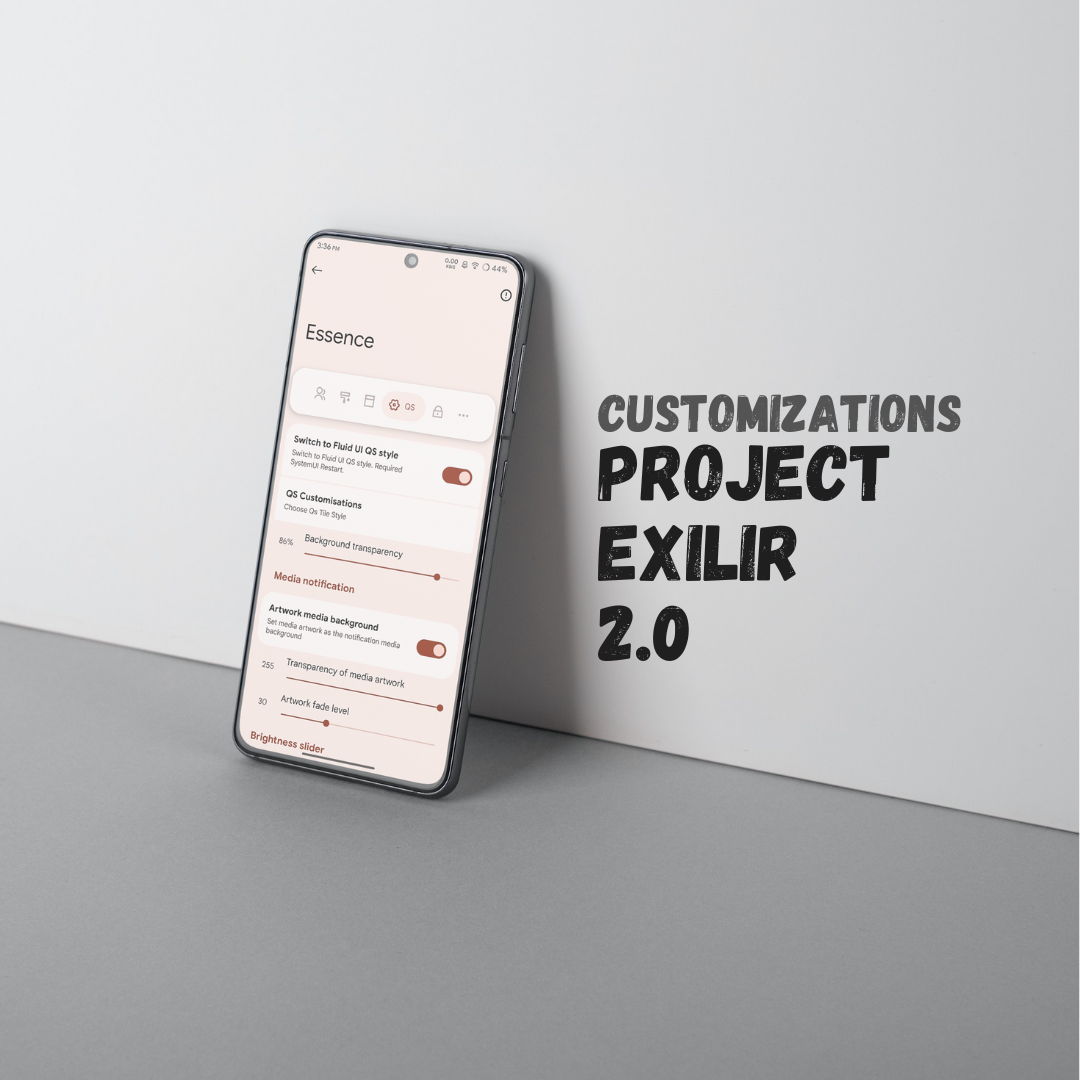 3:36 PM
0.00
KB/S
44%
Essence
QS
Switch to Fluid UI QS style
Switch to Fluid UI QS style. Required
SystemUI Restart.
QS Customisations
Choose Qs Tile Style
86%
Background transparency
Media notification
Artwork media background
Set media artwork as the notification media
background
255
Transparency of media artwork
30
Artwork fade level
Brightness slider
CUSTOMIZATIONS
PROJECT
EXILIR
2.0